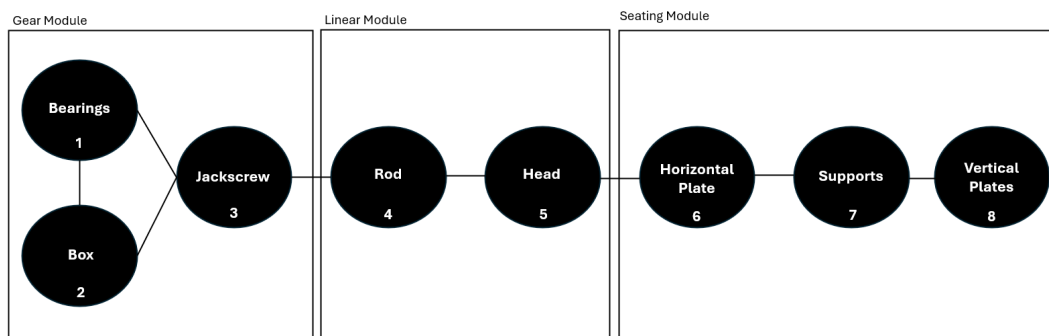 Gear Module
Linear Module
Seating Module
Bearings
1
Box
2
Jackscrew
3
Rod
4
Head
5
Horizontal
Plate
6
Supports
7
Vertical
Plates
8